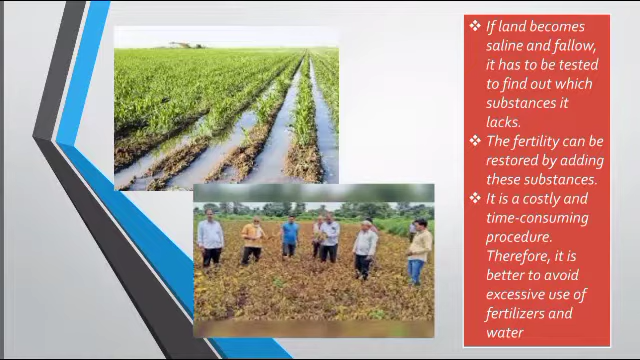 ❖ If land becomes
saline and fallow,
it has to be tested
to find out which
substances it
lacks.
❖ The fertility can be
restored by adding
these substances.
❖ It is a costly and
time-consuming
procedure.
Therefore, it is
better to avoid
excessive use of
fertilizers and
water